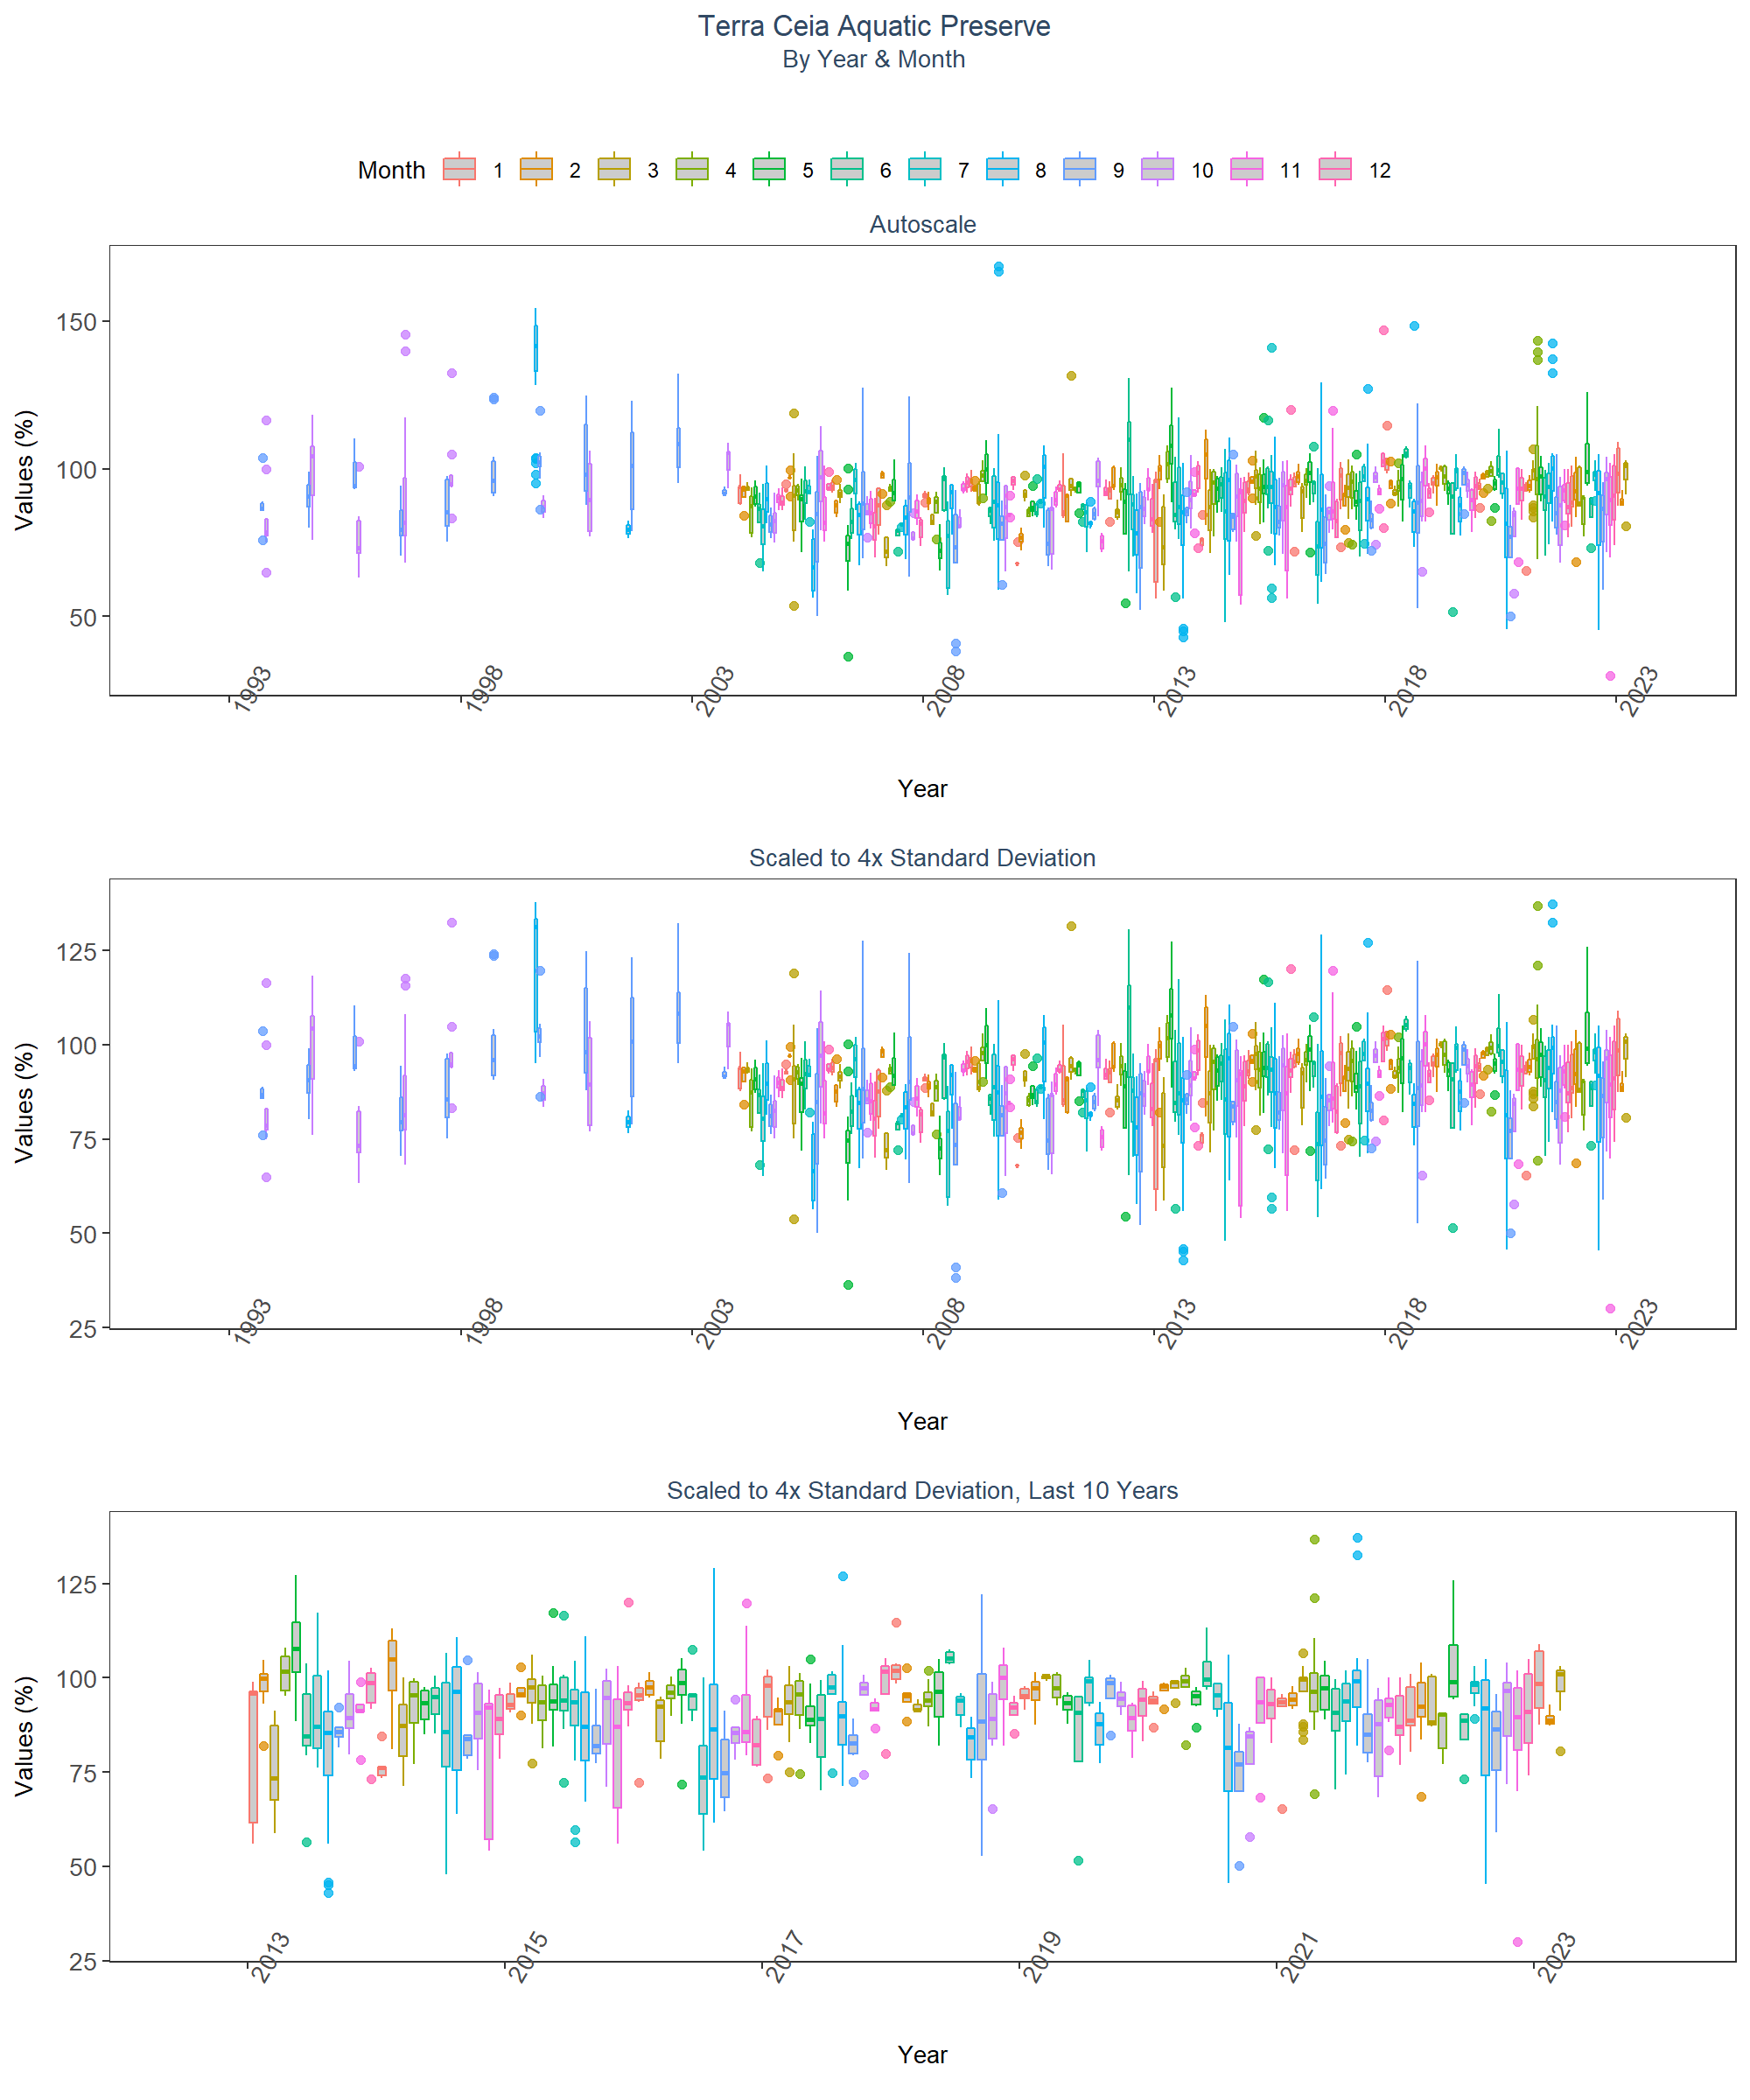 Terra Ceia Aquatic Preserve
By Year & Month
Month 1 2 3 4 5 6 7 8 9 10 11 12
Autoscale
Values (%)
150
100
50
1993 1998 2003 2008 2013 2018 2023
Year
Scaled to 4x Standard Deviation
Values (%)
125
100
75
50
25
1993 1998 2003 2008 2013 2018 2023
Year
Scaled to 4x Standard Deviation, Last 10 Years
Values (%)
125
100
75
50
25
2013 2015 2017 2019 2021 2023
Year